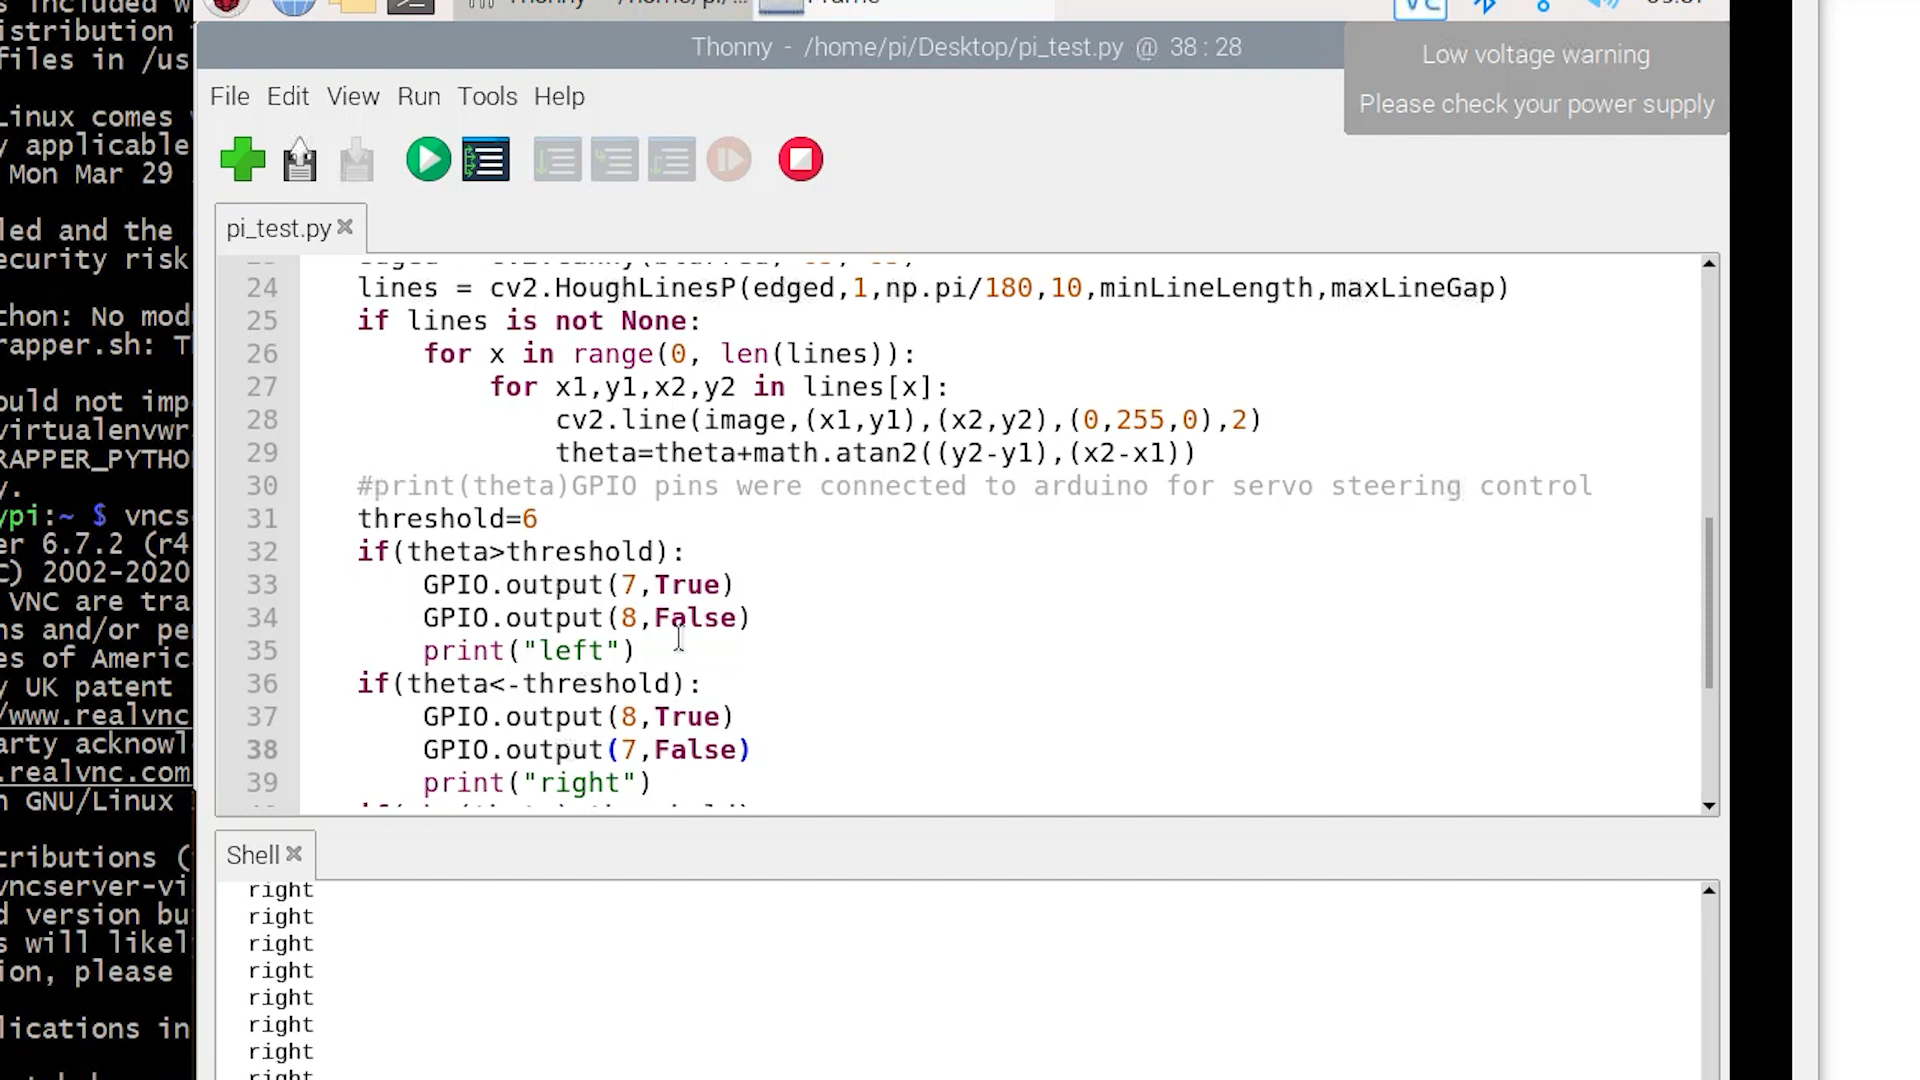 s included w
Thonny - /home/pi/...
Frame
distribution
files in /us
Linux comes
y applicable
Mon Mar 29
led and the
ecurity risk
chon: No mod
rapper.sh: T
ould not imp
virtualenvwr
RAPPER_PYTHO
y.
ypi:~ $ vncs
er 6.7.2 (r4
C) 2002-2020
VNC are tra
ns and/or pe
es of Americ
y UK patent
/www.realvnc
arty acknowl
.realvnc.com
n GNU/Linux
tributions (
vncserver-vi
d version bu
s will likel
ion, please
lications in
Thonny - /home/pi/Desktop/pi_test.py @ 38 : 28
Low voltage warning
Please check your power supply
File Edit View Run Tools Help
pi_test.py
24 lines = cv2.HoughLinesP(edged,1,np.pi/180,10,minLineLength,maxLineGap)
25 if lines is not None:
26 for x in range(0, len(lines)):
27 for x1,y1,x2,y2 in lines[x]:
28 cv2.line(image,(x1,y1),(x2,y2),(0,255,0),2)
29 theta=theta+math.atan2((y2-y1),(x2-x1))
30 #print(theta)GPIO pins were connected to arduino for servo steering control
31 threshold=6
32 if(theta>threshold):
33 GPIO.output(7,True)
34 GPIO.output(8,False)
35 print("left")
36 if(theta<-threshold):
37 GPIO.output(8,True)
38 GPIO.output(7,False)
39 print("right")
Shell
right
right
right
right
right
right
right
right